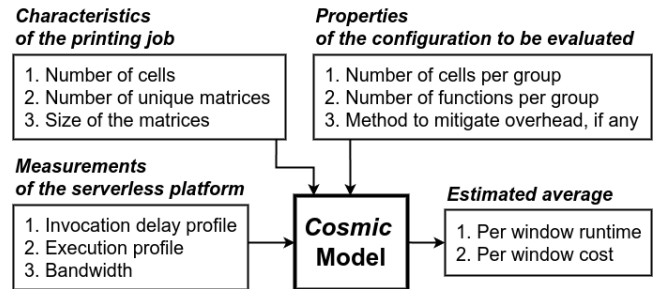 Characteristics
of the printing job
1. Number of cells
2. Number of unique matrices
3. Size of the matrices
Properties
of the configuration to be evaluated
1. Number of cells per group
2. Number of functions per group
3. Method to mitigate overhead, if any
Measurements
of the serverless platform
1. Invocation delay profile
2. Execution profile
3. Bandwidth
Cosmic
Model
Estimated average
1. Per window runtime
2. Per window cost